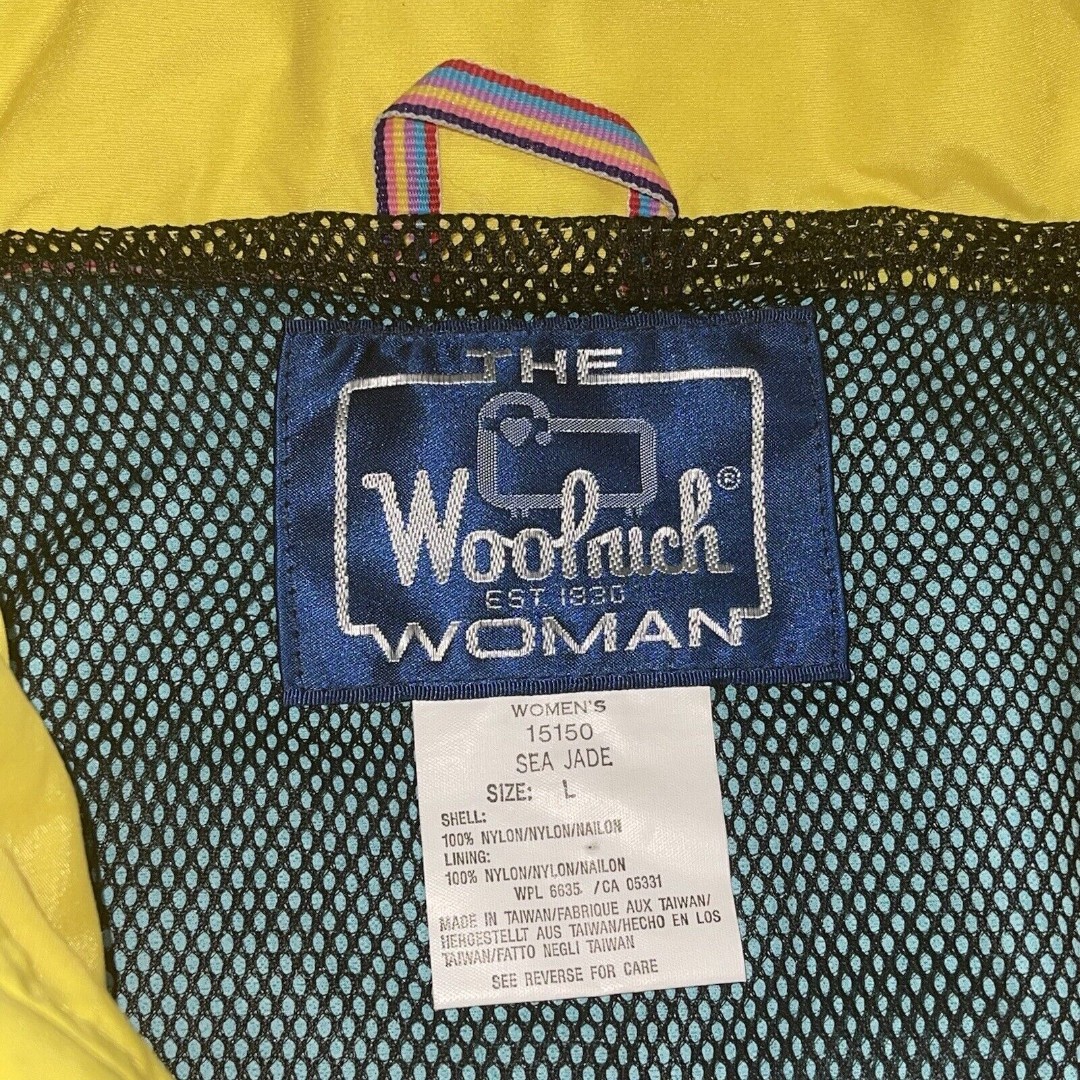 THE
Woolrich®
EST 1830
WOMAN
WOMEN'S
15150
SEA JADE
SIZE: L
SHELL:
100% NYLON/NYLON/NAILON
LINING:
100% NYLON/NYLON/NAILON
WPL 6635 /CA 05331
MADE IN TAIWAN/FABRIQUE AUX TAIWAN/
HERGESTELLT AUS TAIWAN/HECHO EN LOS
TAIWAN/FATTO NEGLI TAIWAN
SEE REVERSE FOR CARE